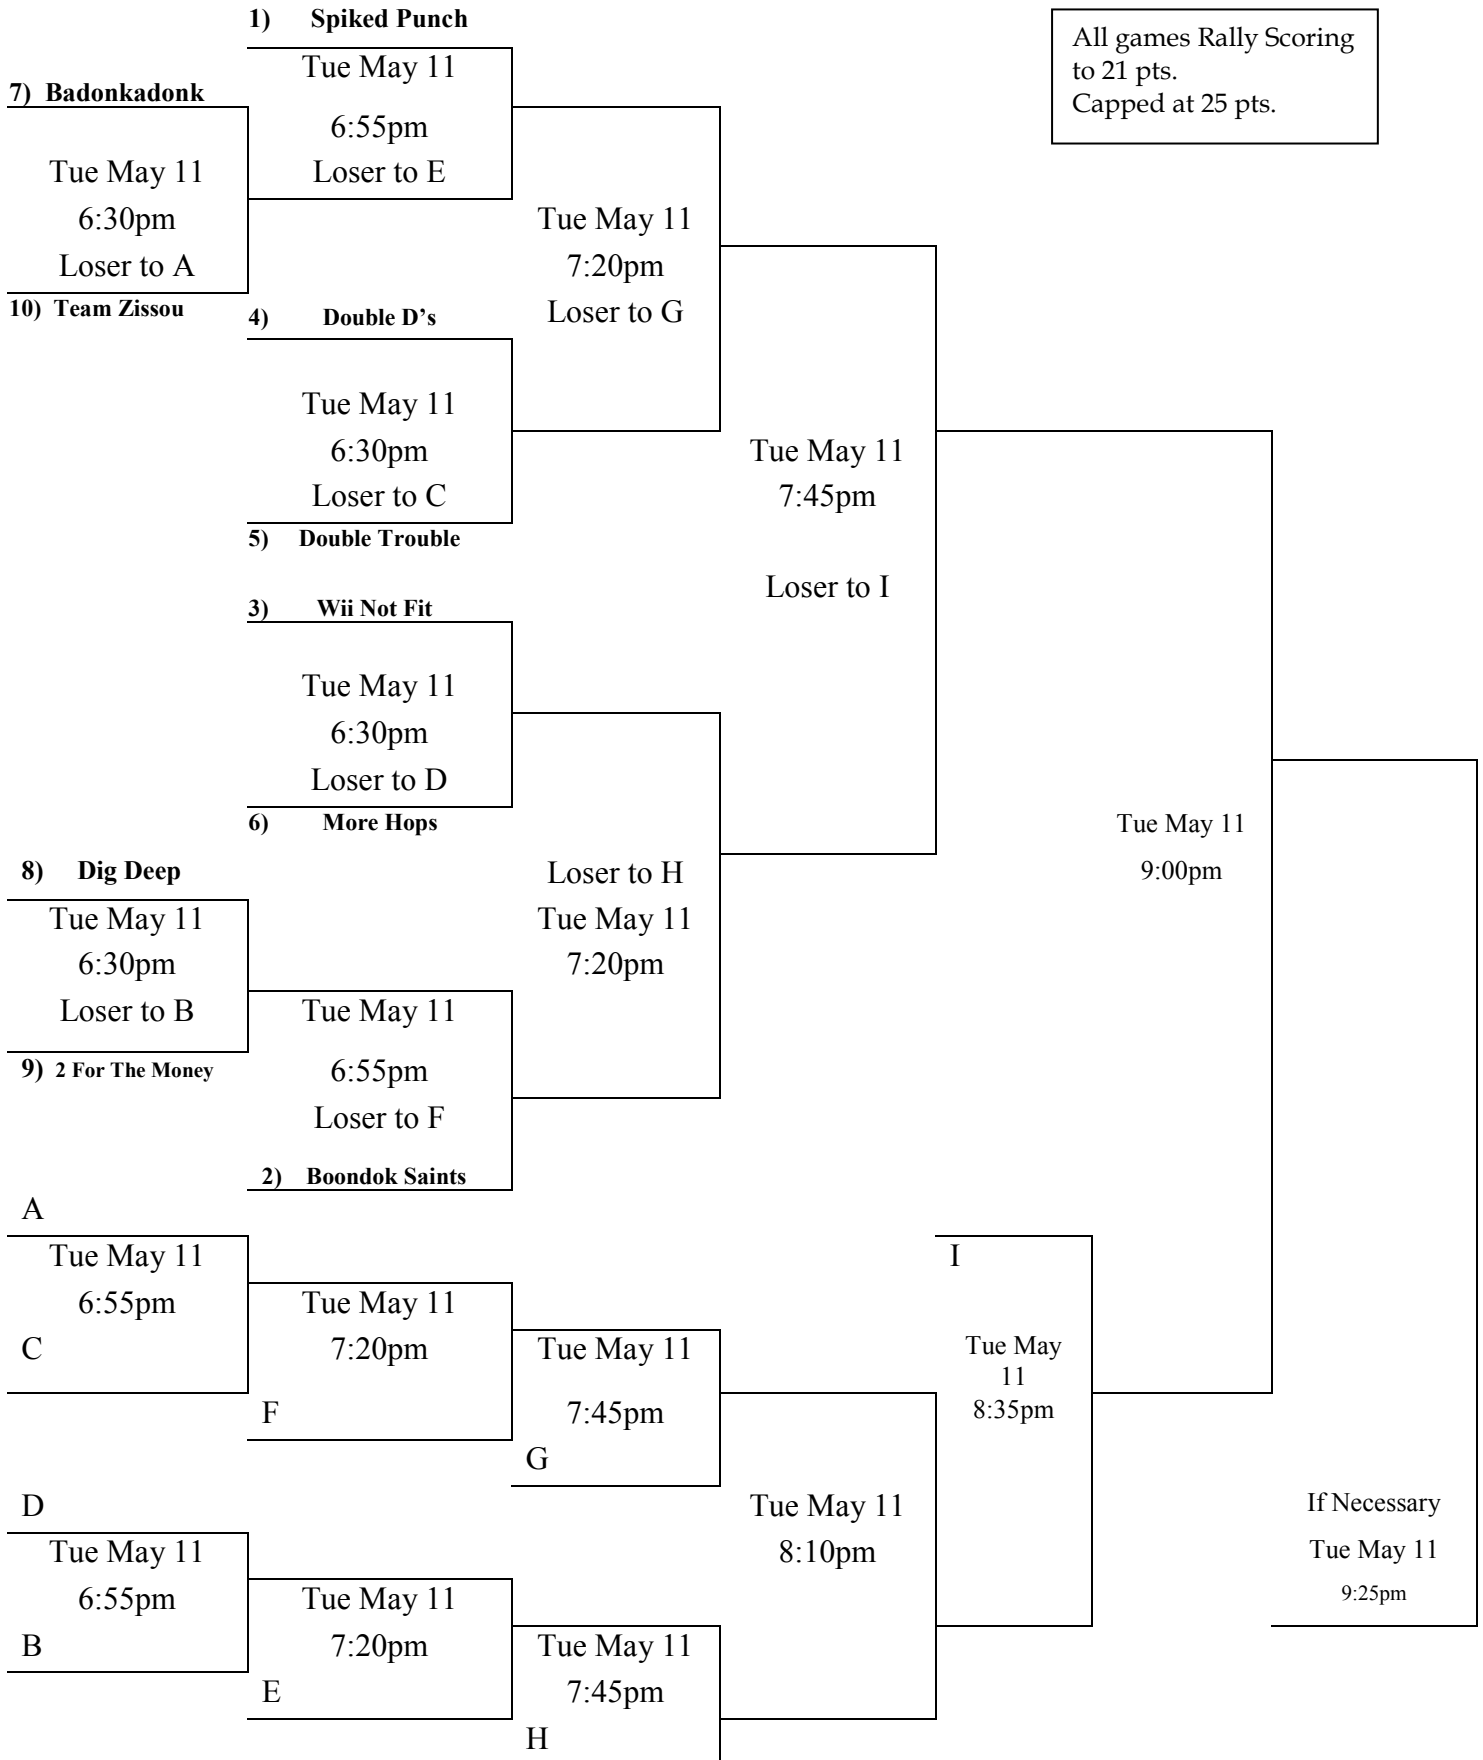 1) Spiked Punch
All games Rally Scoring
to 21 pts.
Capped at 25 pts.
Tue May 11
6:55pm
Loser to E
7) Badonkadonk
Tue May 11
6:30pm
Loser to A
10) Team Zissou
Tue May 11
7:20pm
Loser to G
4) Double D’s
Tue May 11
6:30pm
Loser to C
5) Double Trouble
Tue May 11
7:45pm
Loser to I
3) Wii Not Fit
Tue May 11
6:30pm
Loser to D
6) More Hops
Tue May 11
9:00pm
8) Dig Deep
Tue May 11
6:30pm
Loser to B
9) 2 For The Money
Loser to H
Tue May 11
7:20pm
Tue May 11
6:55pm
Loser to F
2) Boondok Saints
A
Tue May 11
6:55pm
C
Tue May 11
7:20pm
F
Tue May 11
7:45pm
G
I
Tue May
11
8:35pm
D
Tue May 11
6:55pm
B
Tue May 11
7:20pm
E
Tue May 11
7:45pm
H
Tue May 11
8:10pm
If Necessary
Tue May 11
9:25pm